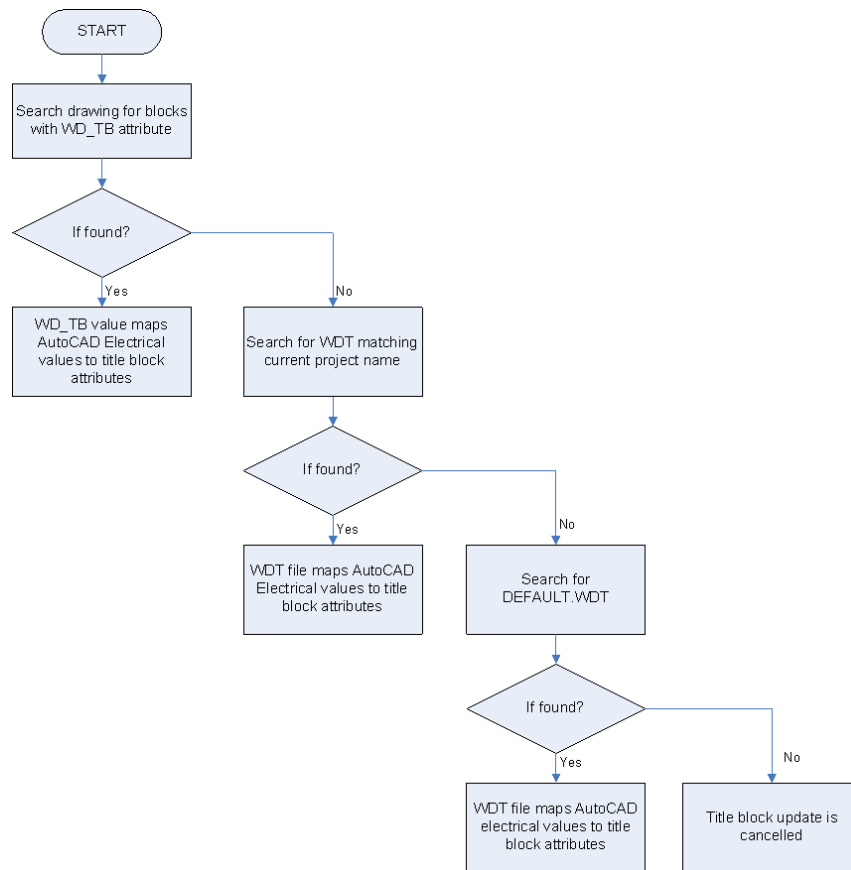 START
Search drawing for blocks
with WD_TB attribute
If found?
Yes
No
WD_TB value maps
AutoCAD Electrical
values to title block
attributes
Search for WDT matching
current project name
If found?
Yes
No
WDT file maps AutoCAD
Electrical values to title
block attributes
Search for
DEFAULT.WDT
If found?
Yes
No
WDT file maps AutoCAD
electrical values to title
block attributes
Title block update is
cancelled